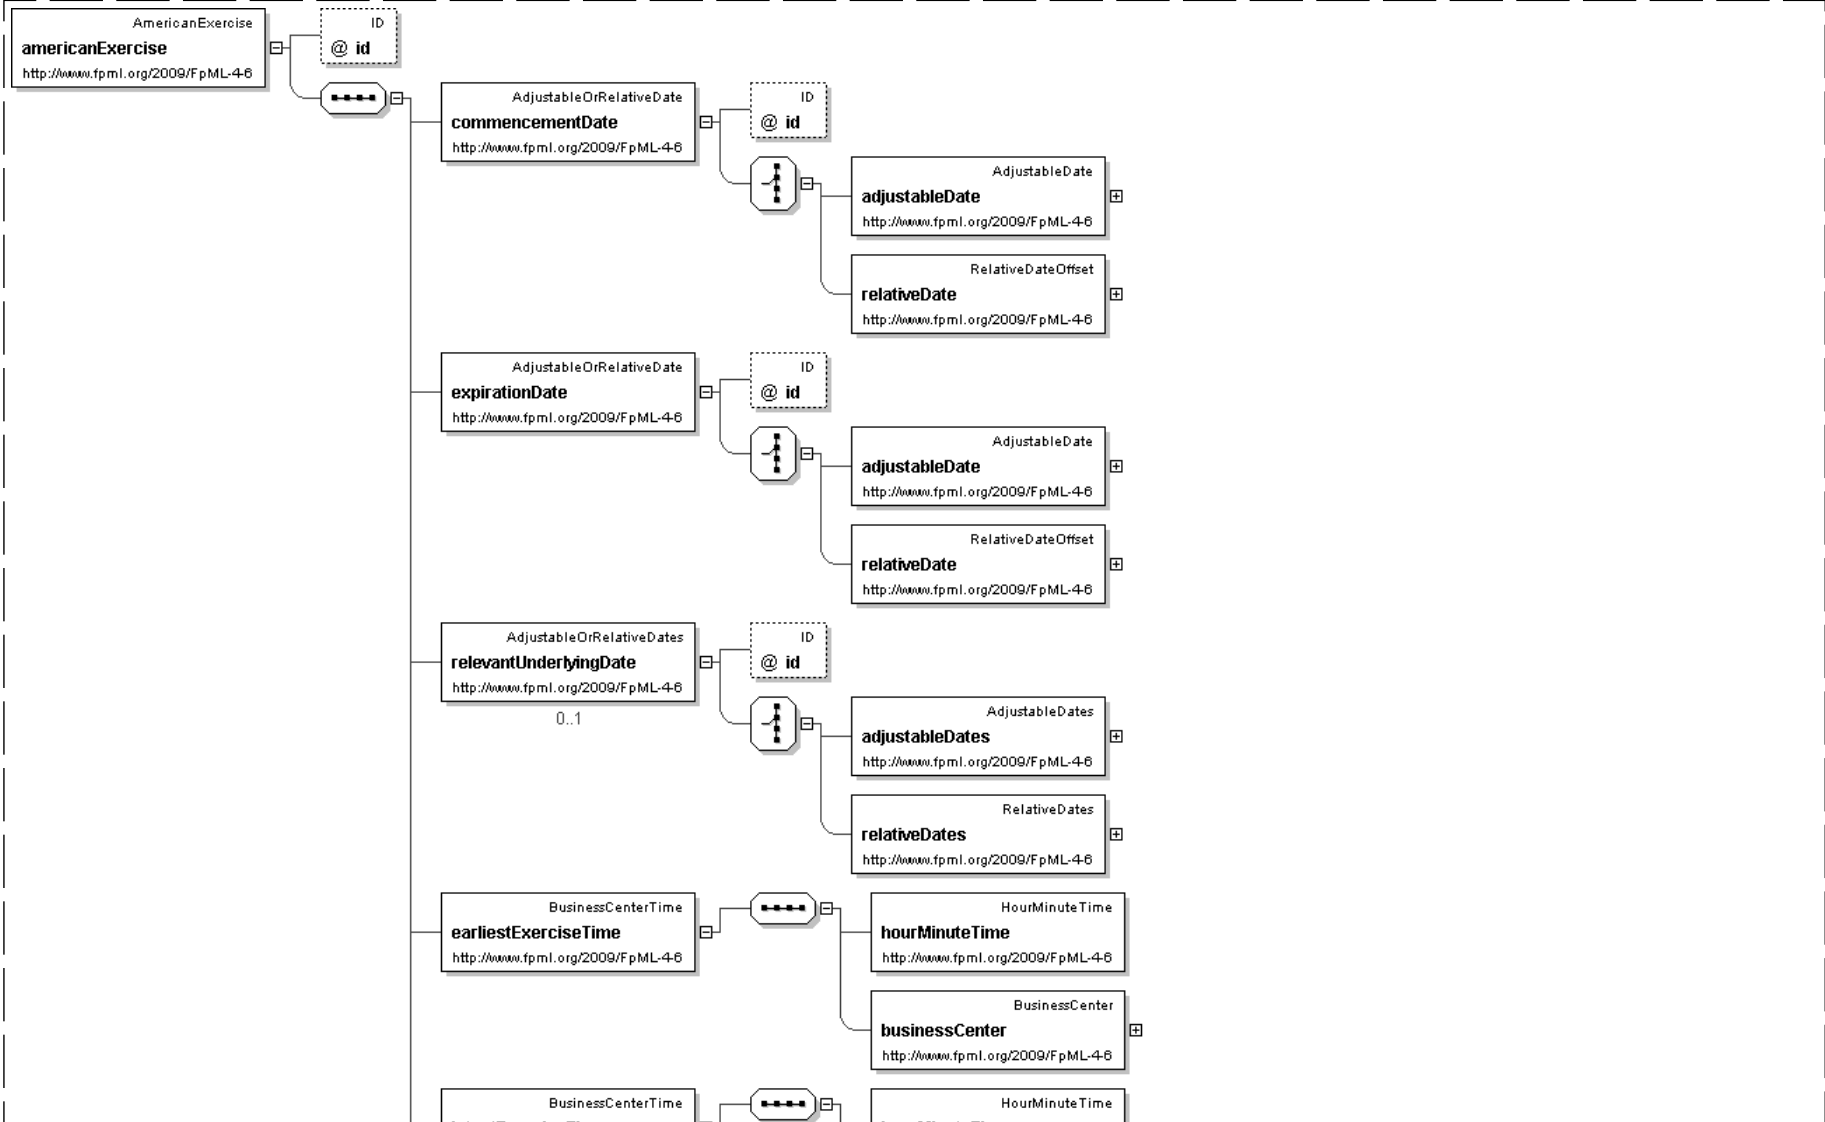 AmericanExercise
americanExercise
http://www.fpml.org/2009/FpML-4-6
ID
@ id
AdjustableOrRelativeDate
commencementDate
http://www.fpml.org/2009/FpML-4-6
ID
@ id
AdjustableDate
adjustableDate
http://www.fpml.org/2009/FpML-4-6
RelativeDateOffset
relativeDate
http://www.fpml.org/2009/FpML-4-6
AdjustableOrRelativeDate
expirationDate
http://www.fpml.org/2009/FpML-4-6
ID
@ id
AdjustableDate
adjustableDate
http://www.fpml.org/2009/FpML-4-6
RelativeDateOffset
relativeDate
http://www.fpml.org/2009/FpML-4-6
AdjustableOrRelativeDates
relevantUnderlyingDate
http://www.fpml.org/2009/FpML-4-6
0..1
ID
@ id
AdjustableDates
adjustableDates
http://www.fpml.org/2009/FpML-4-6
RelativeDates
relativeDates
http://www.fpml.org/2009/FpML-4-6
BusinessCenterTime
earliestExerciseTime
http://www.fpml.org/2009/FpML-4-6
HourMinuteTime
hourMinuteTime
http://www.fpml.org/2009/FpML-4-6
BusinessCenter
businessCenter
http://www.fpml.org/2009/FpML-4-6
BusinessCenterTime
HourMinuteTime